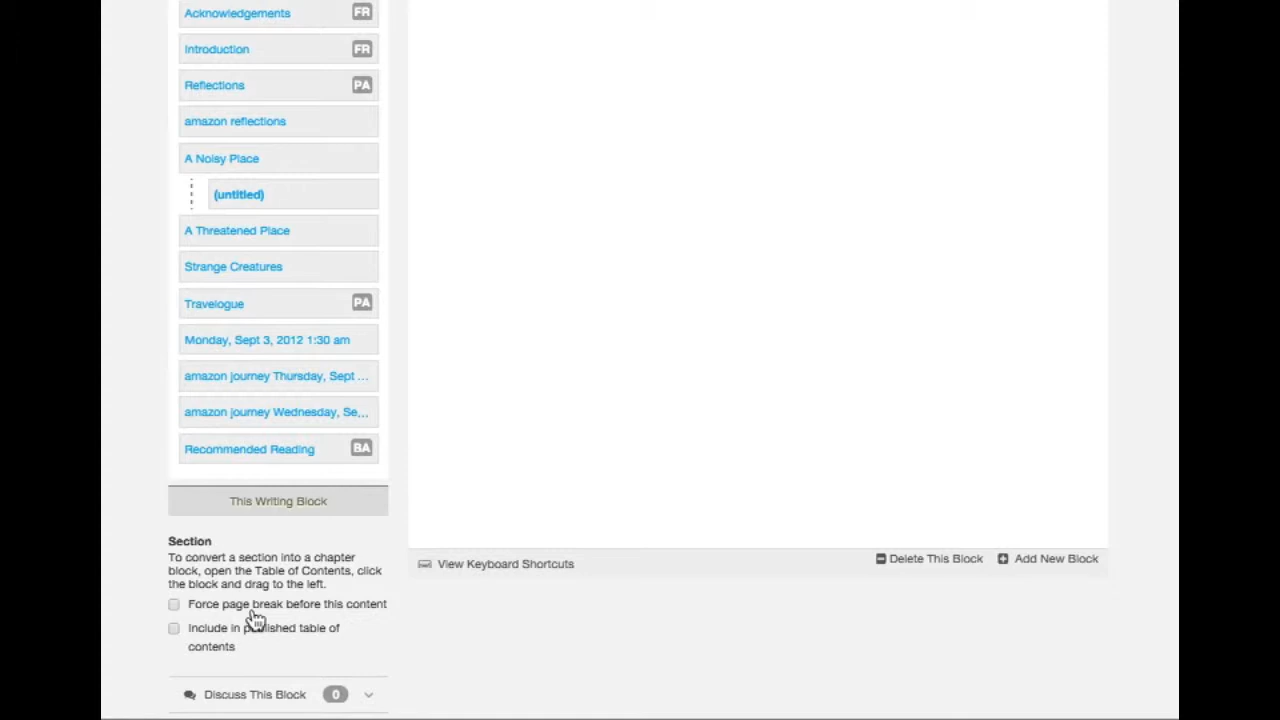 Acknowledgements FR
Introduction FR
Reflections PA
amazon reflections
A Noisy Place
(untitled)
A Threatened Place
Strange Creatures
Travelogue PA
Monday, Sept 3, 2012 1:30 am
amazon journey Thursday, Sept ...
amazon journey Wednesday, Se...
Recommended Reading BA
This Writing Block
Section
To convert a section into a chapter
block, open the Table of Contents, click
the block and drag to the left.
Force page break before this content
Include in published table of
contents
Discuss This Block 0
View Keyboard Shortcuts
Delete This Block Add New Block